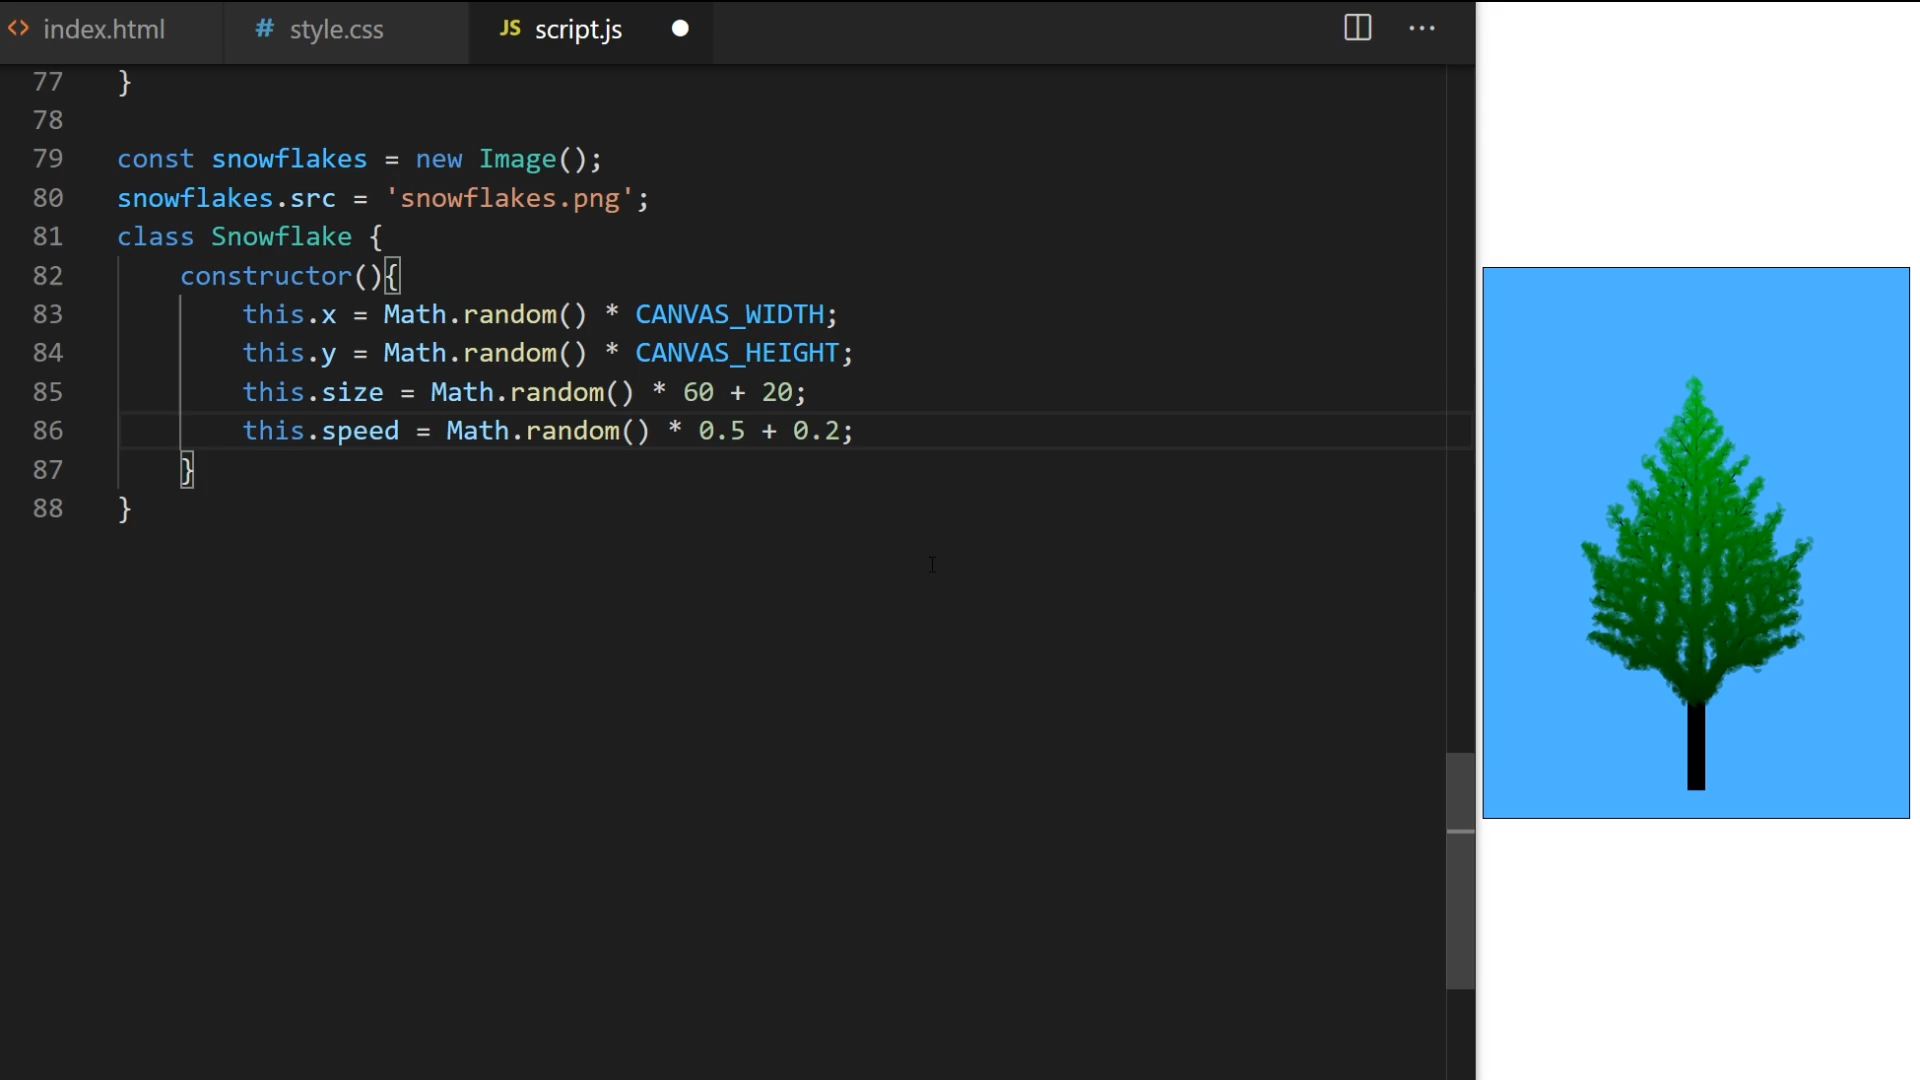 <> index.html # style.css JS script.js ● ···
77 }
78
79 const snowflakes = new Image();
80 snowflakes.src = 'snowflakes.png';
81 class Snowflake {
82 constructor(){
83 this.x = Math.random() * CANVAS_WIDTH;
84 this.y = Math.random() * CANVAS_HEIGHT;
85 this.size = Math.random() * 60 + 20;
86 this.speed = Math.random() * 0.5 + 0.2;
87 }
88 }